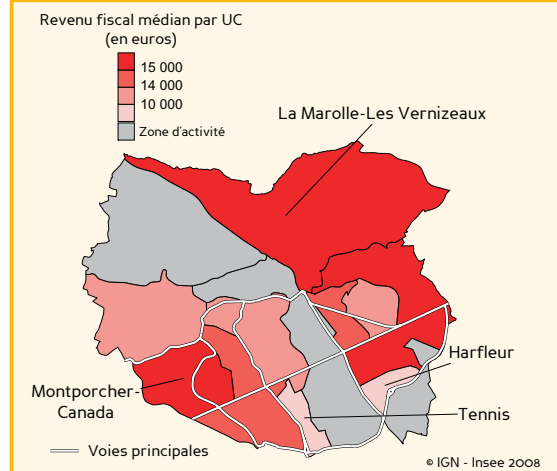 Revenu fiscal médian par UC
(en euros)
15 000
14 000
10 000
Zone d'activité
La Marolle-Les Vernizeaux
Harfleur
Montporcher-
Canada
Tennis
Voies principales
© IGN - Insee 2008